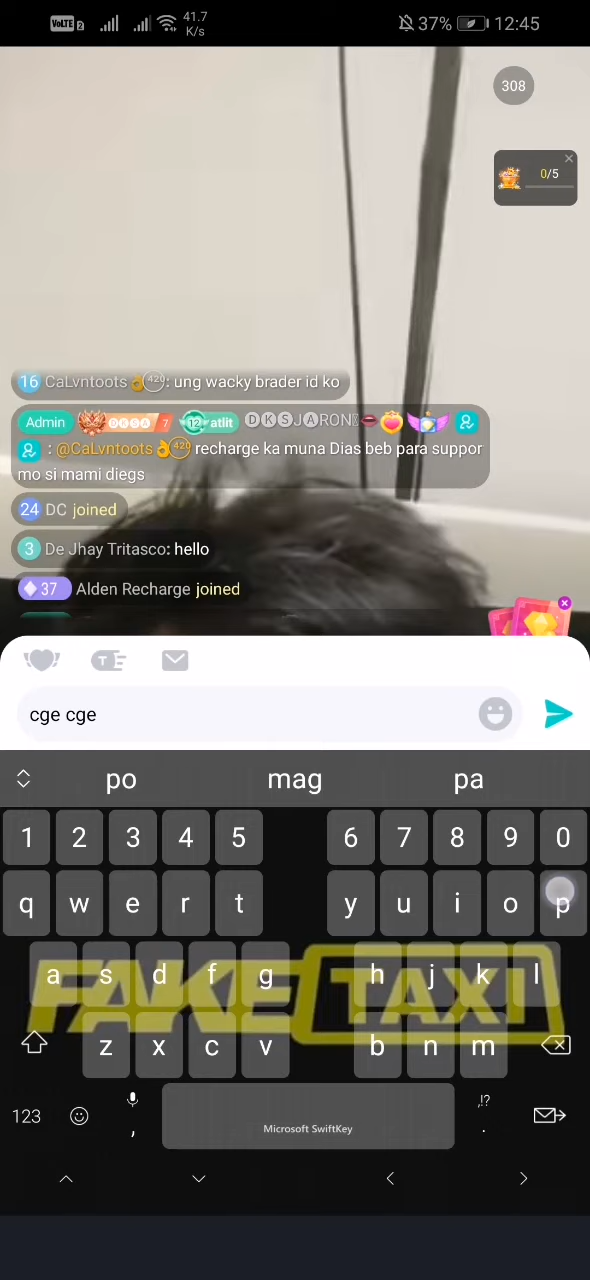 VoLTE 2
41.7
K/s
37%
12:45
308
0/5
16 CaLvntoots 👌 420: ung wacky brader id ko
Admin DKSA 7 12 atlit DKSJARON
: @CaLvntoots 👌 420 recharge ka muna Dias beb para suppor
mo si mami diegs
24 DC joined
3 De Jhay Tritasco: hello
37 Alden Recharge joined
T
cge cge
po mag pa
1 2 3 4 5 6 7 8 9 0
q w e r t y u i o p
FAKE TAXI
a s d f g h j k l
z x c v b n m
123 , ,!? .
Microsoft SwiftKey